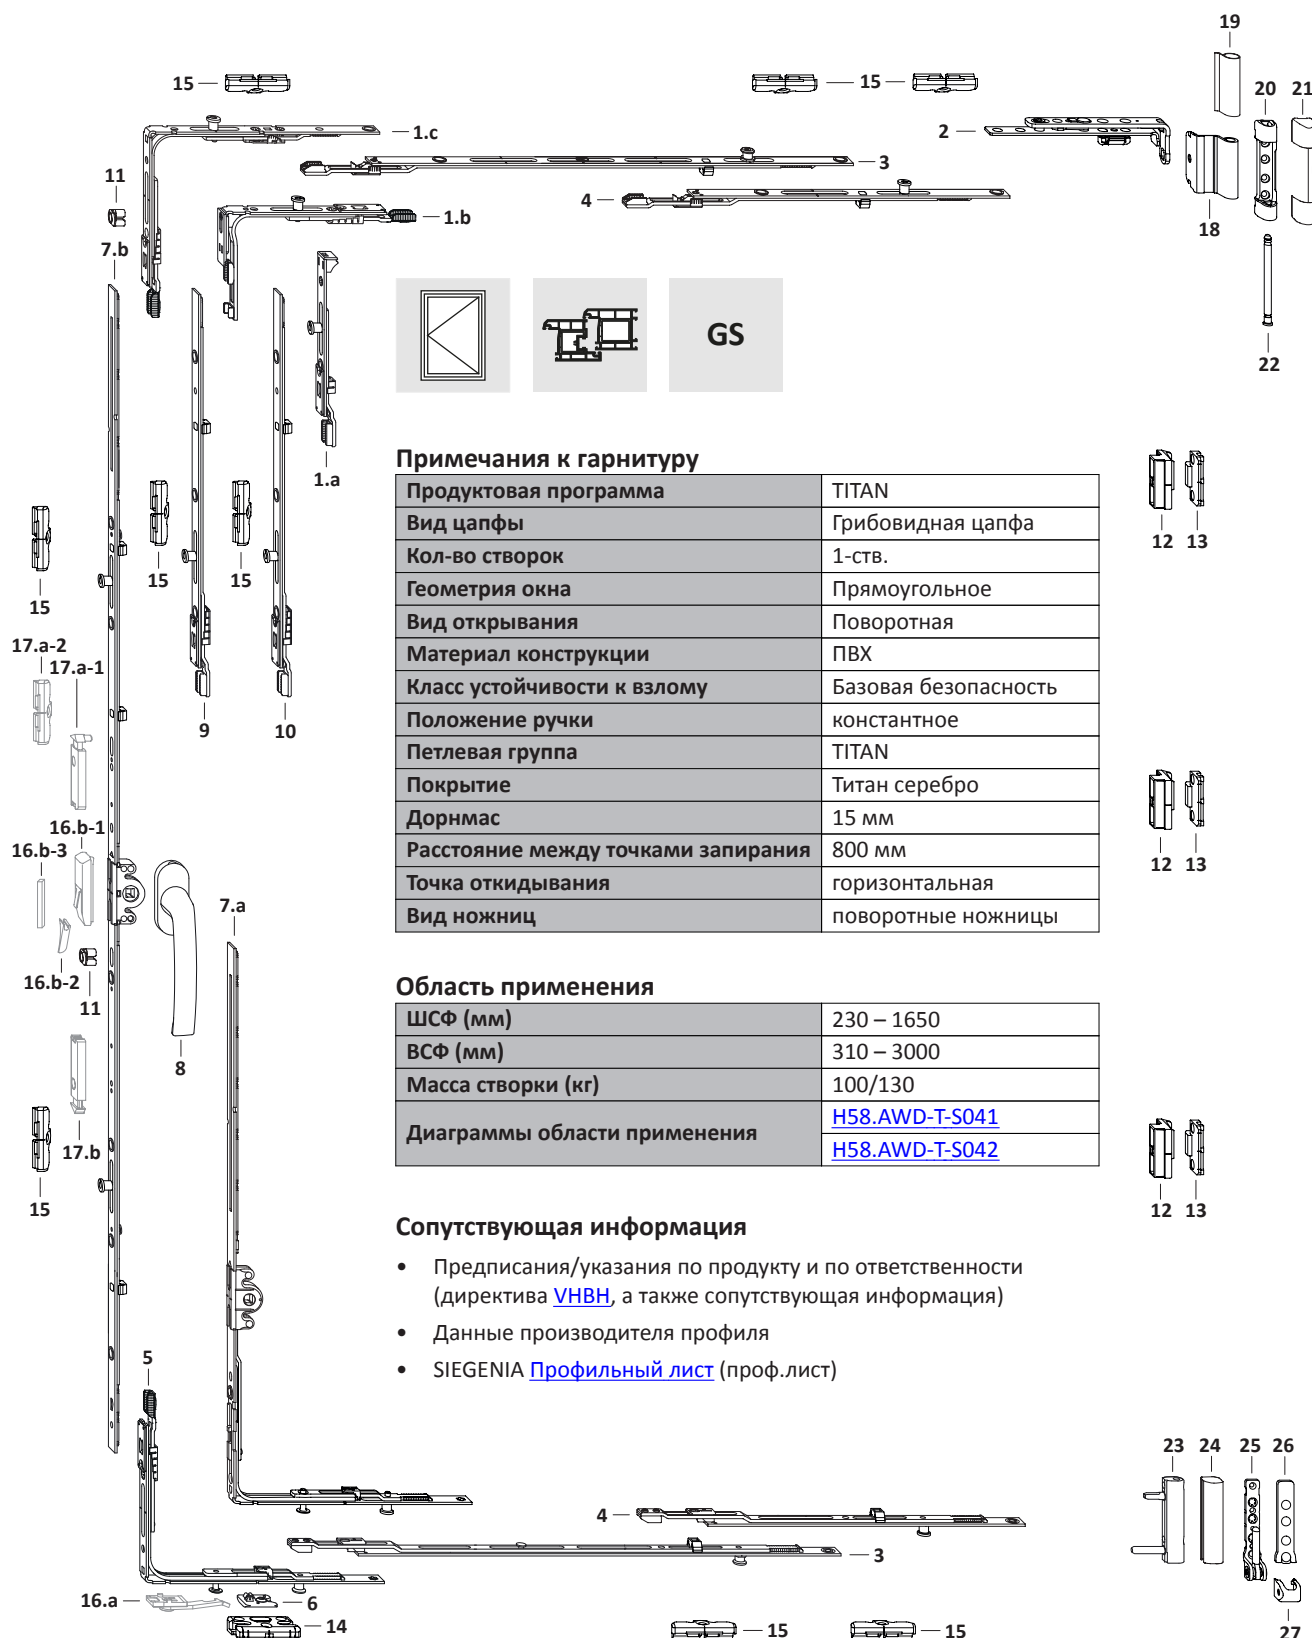 19
15
15
20
21
1.c
2
3
11
4
1.b
7.b
18
GS
22
1.a
Примечания к гарнитуру
Продуктовая программа TITAN
Вид цапфы Грибовидная цапфа
Кол-во створок 1-ств.
Геометрия окна Прямоугольное
Вид открывания Поворотная
Материал конструкции ПВХ
Класс устойчивости к взлому Базовая безопасность
Положение ручки константное
Петлевая группа TITAN
Покрытие Титан серебро
Дорнмас 15 мм
Расстояние между точками запирания 800 мм
Точка откидывания горизонтальная
Вид ножниц поворотные ножницы
12 13
15
15
15
17.a-2
17.a-1
9
10
16.b-1
16.b-3
12 13
7.a
16.b-2
11
8
Область применения
ШСФ (мм) 230 – 1650
ВСФ (мм) 310 – 3000
Масса створки (кг) 100/130
Диаграммы области применения
H58.AWD-T-S041
H58.AWD-T-S042
17.b
15
12 13
Сопутствующая информация
• Предписания/указания по продукту и по ответственности
(директива VHBH, а также сопутствующая информация)
• Данные производителя профиля
• SIEGENIA Профильный лист (проф.лист)
5
23 24 25 26
4
3
16.a
6
14
15
15
27